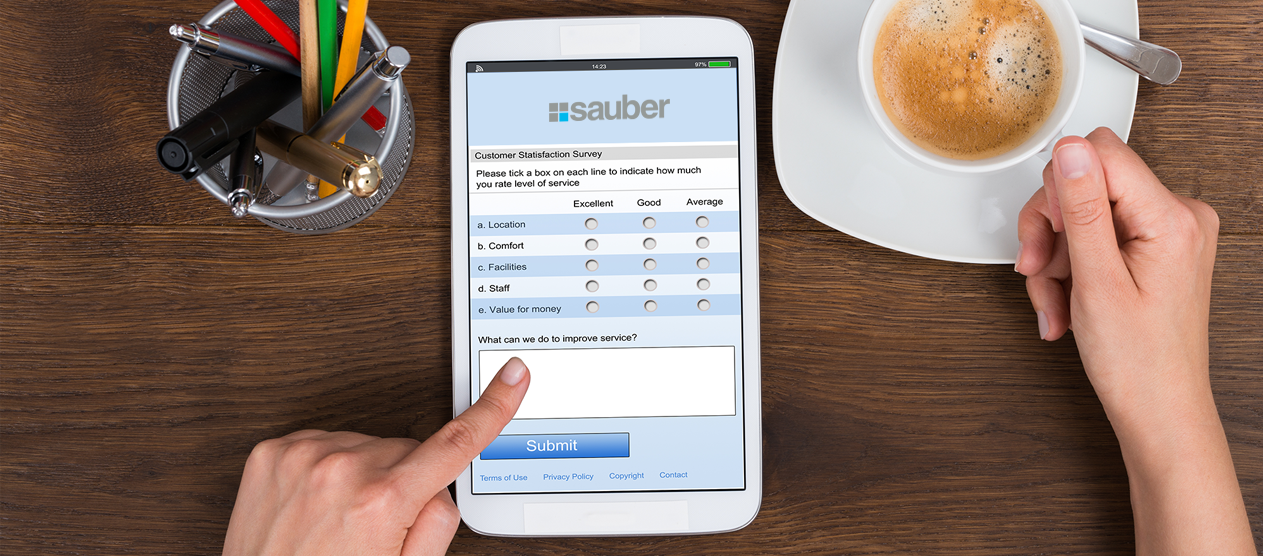 14:23 97%
sauber
Customer Statisfaction Survey
Please tick a box on each line to indicate how much
you rate level of service
Excellent Good Average
a. Location
b. Comfort
c. Facilities
d. Staff
e. Value for money
What can we do to improve service?
Submit
Terms of Use Privacy Policy Copyright Contact